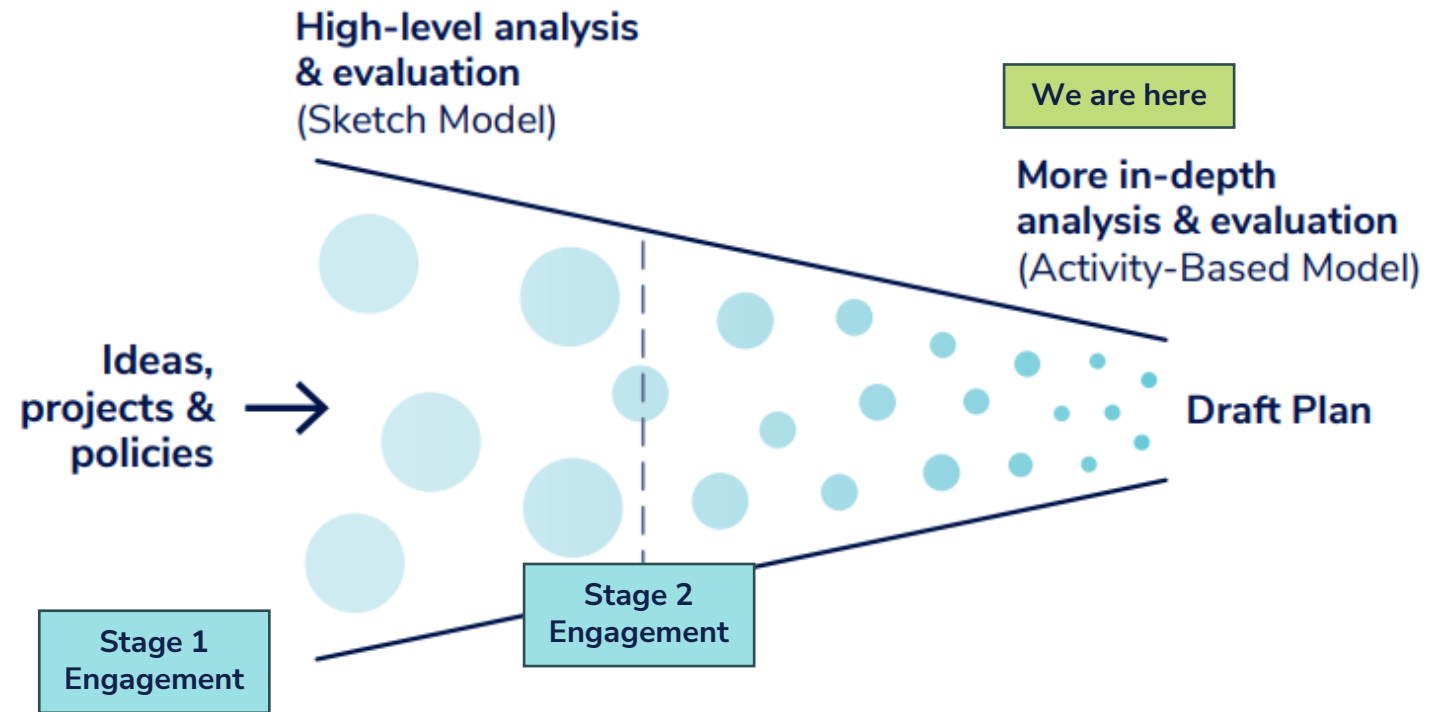 High-level analysis
& evaluation
(Sketch Model)
We are here
More in-depth
analysis & evaluation
(Activity-Based Model)
Ideas,
projects &
policies
Draft Plan
Stage 1
Engagement
Stage 2
Engagement